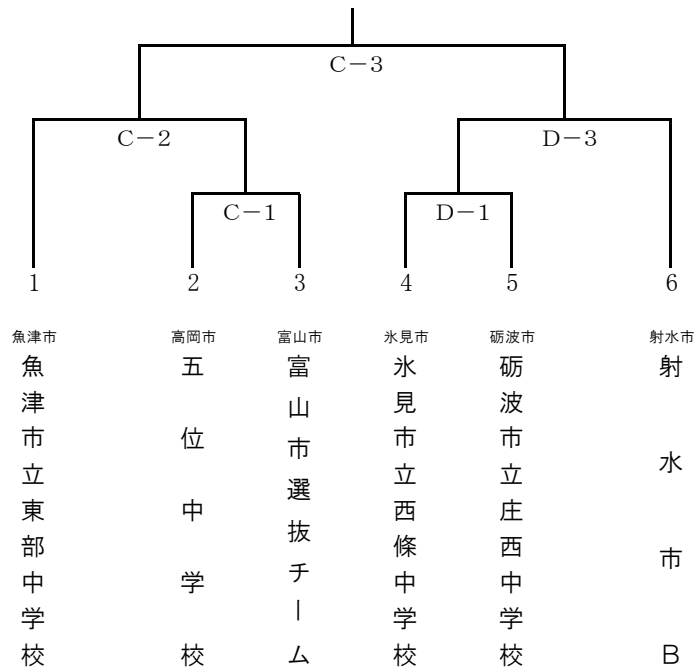 C－3
C－2
D－3
C－1
D－1
1
2
3
4
5
6
魚津市
高岡市
富山市
氷見市
砺波市
射水市
魚津市立東部中学校
五位中学校
富山市選抜チーム
氷見市立西條中学校
砺波市立庄西中学校
射水市B